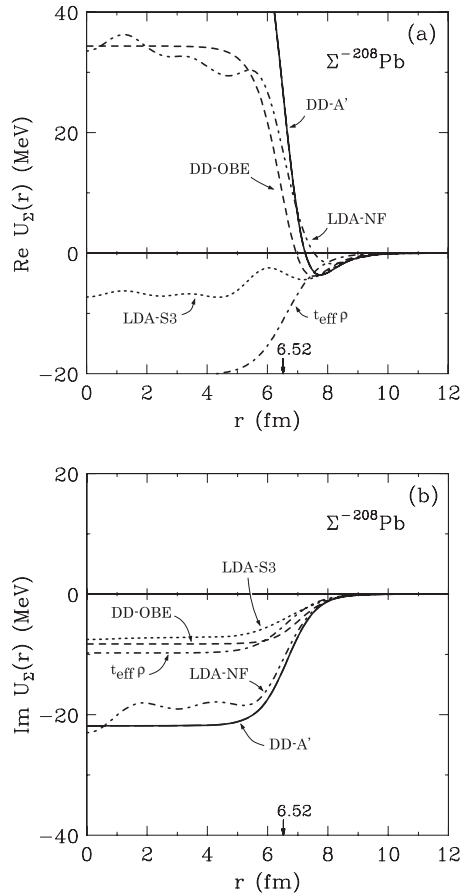 40
(a)
Σ⁻²⁰⁸Pb
DD-A'
20
DD-OBE
LDA-NF
0
LDA-S3
t_eff ρ
6.52
-20
Re U_Σ(r) (MeV)
0 2 4 6 8 10 12
r (fm)
20
(b)
Σ⁻²⁰⁸Pb
LDA-S3
0
DD-OBE
t_eff ρ
LDA-NF
-20
DD-A'
6.52
-40
Im U_Σ(r) (MeV)
0 2 4 6 8 10 12
r (fm)